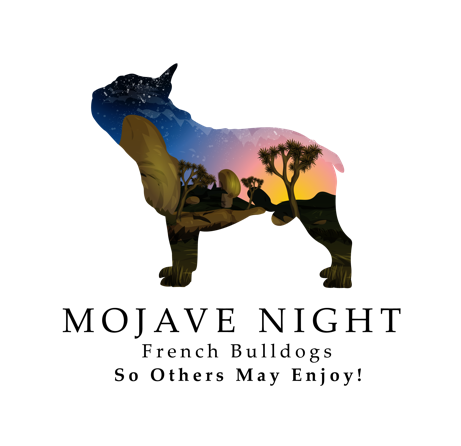 MOJAVE NIGHT
French Bulldogs
So Others May Enjoy!